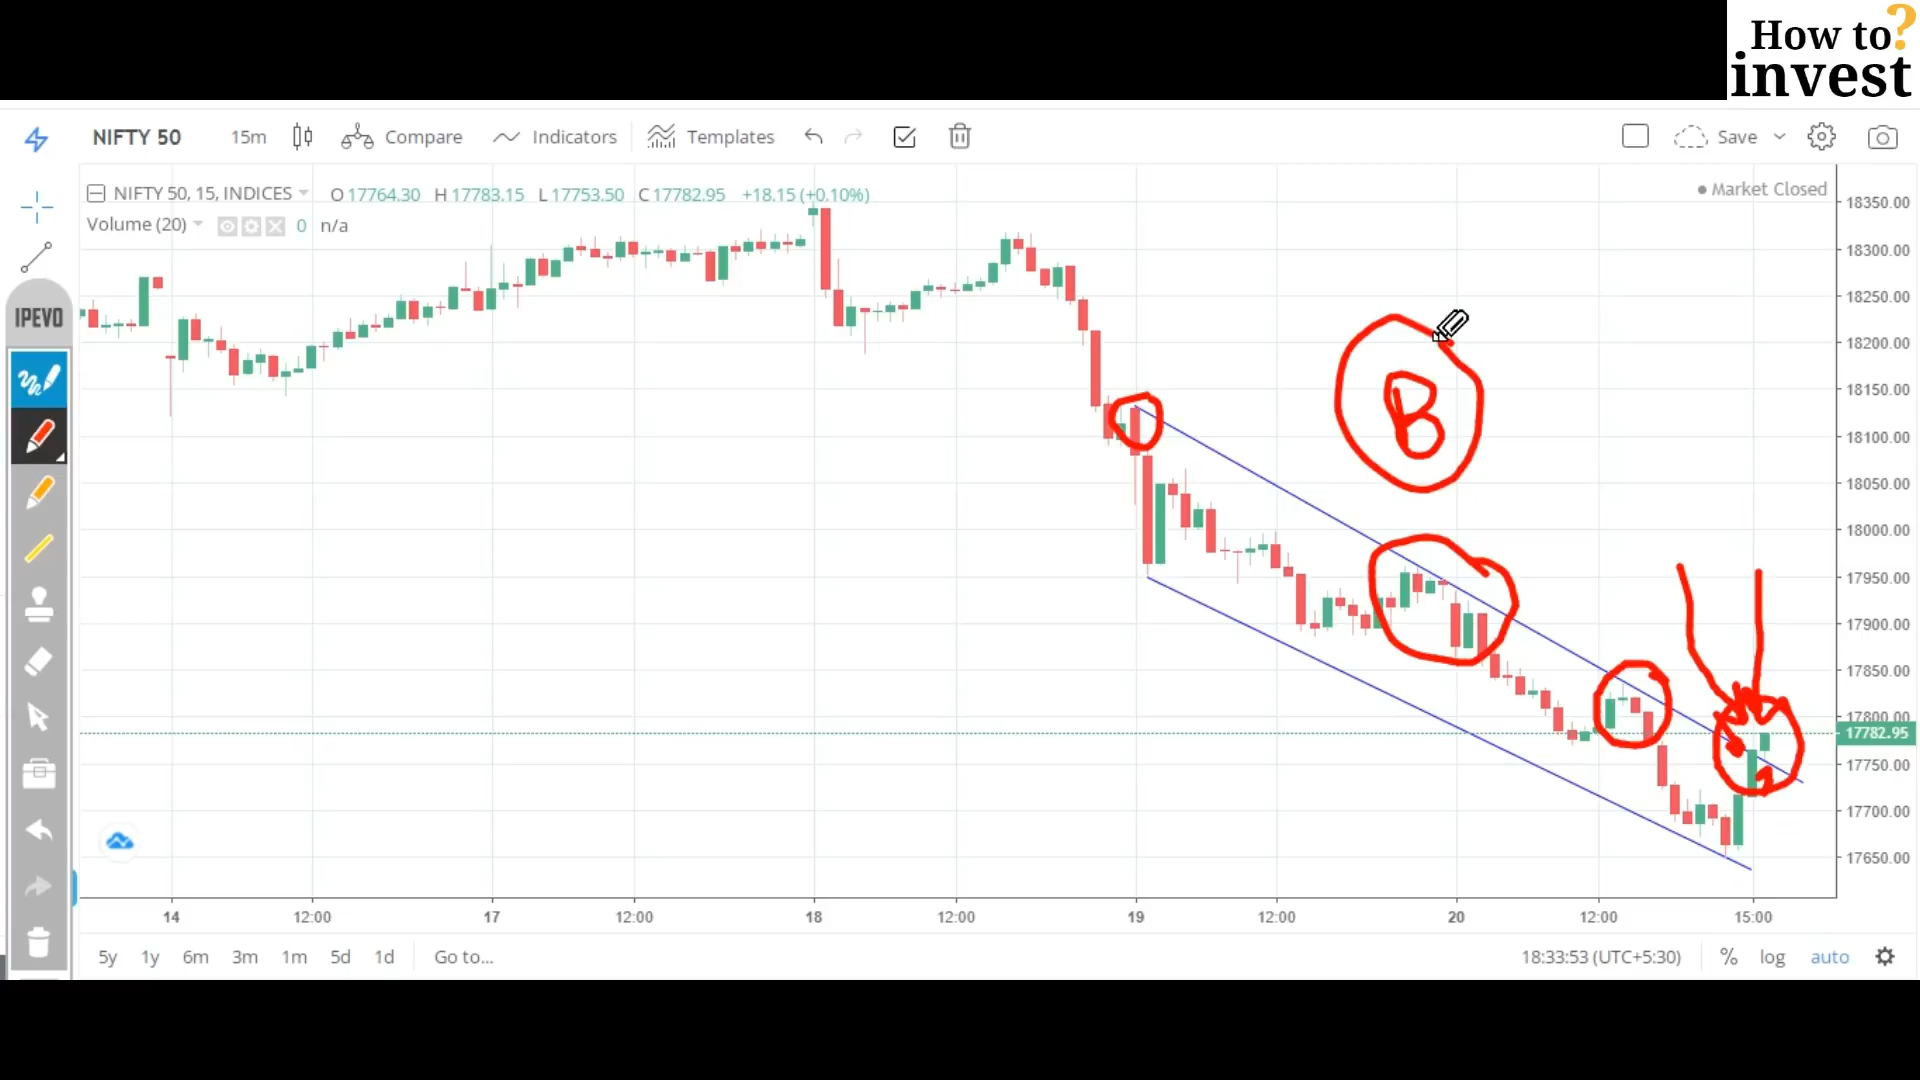 How to?
invest
NIFTY 50
15m
Compare
Indicators
Templates
Save
NIFTY 50, 15, INDICES O17764.30 H17783.15 L17753.50 C17782.95 +18.15 (+0.10%)
Market Closed
Volume (20) 0 n/a
IPEVO
B
18350.00
18300.00
18250.00
18200.00
18150.00
18100.00
18050.00
18000.00
17950.00
17900.00
17850.00
17800.00
17782.95
17750.00
17700.00
17650.00
14 12:00 17 12:00 18 12:00 19 12:00 20 12:00 15:00
5y 1y 6m 3m 1m 5d 1d Go to... 18:33:53 (UTC+5:30) % log auto